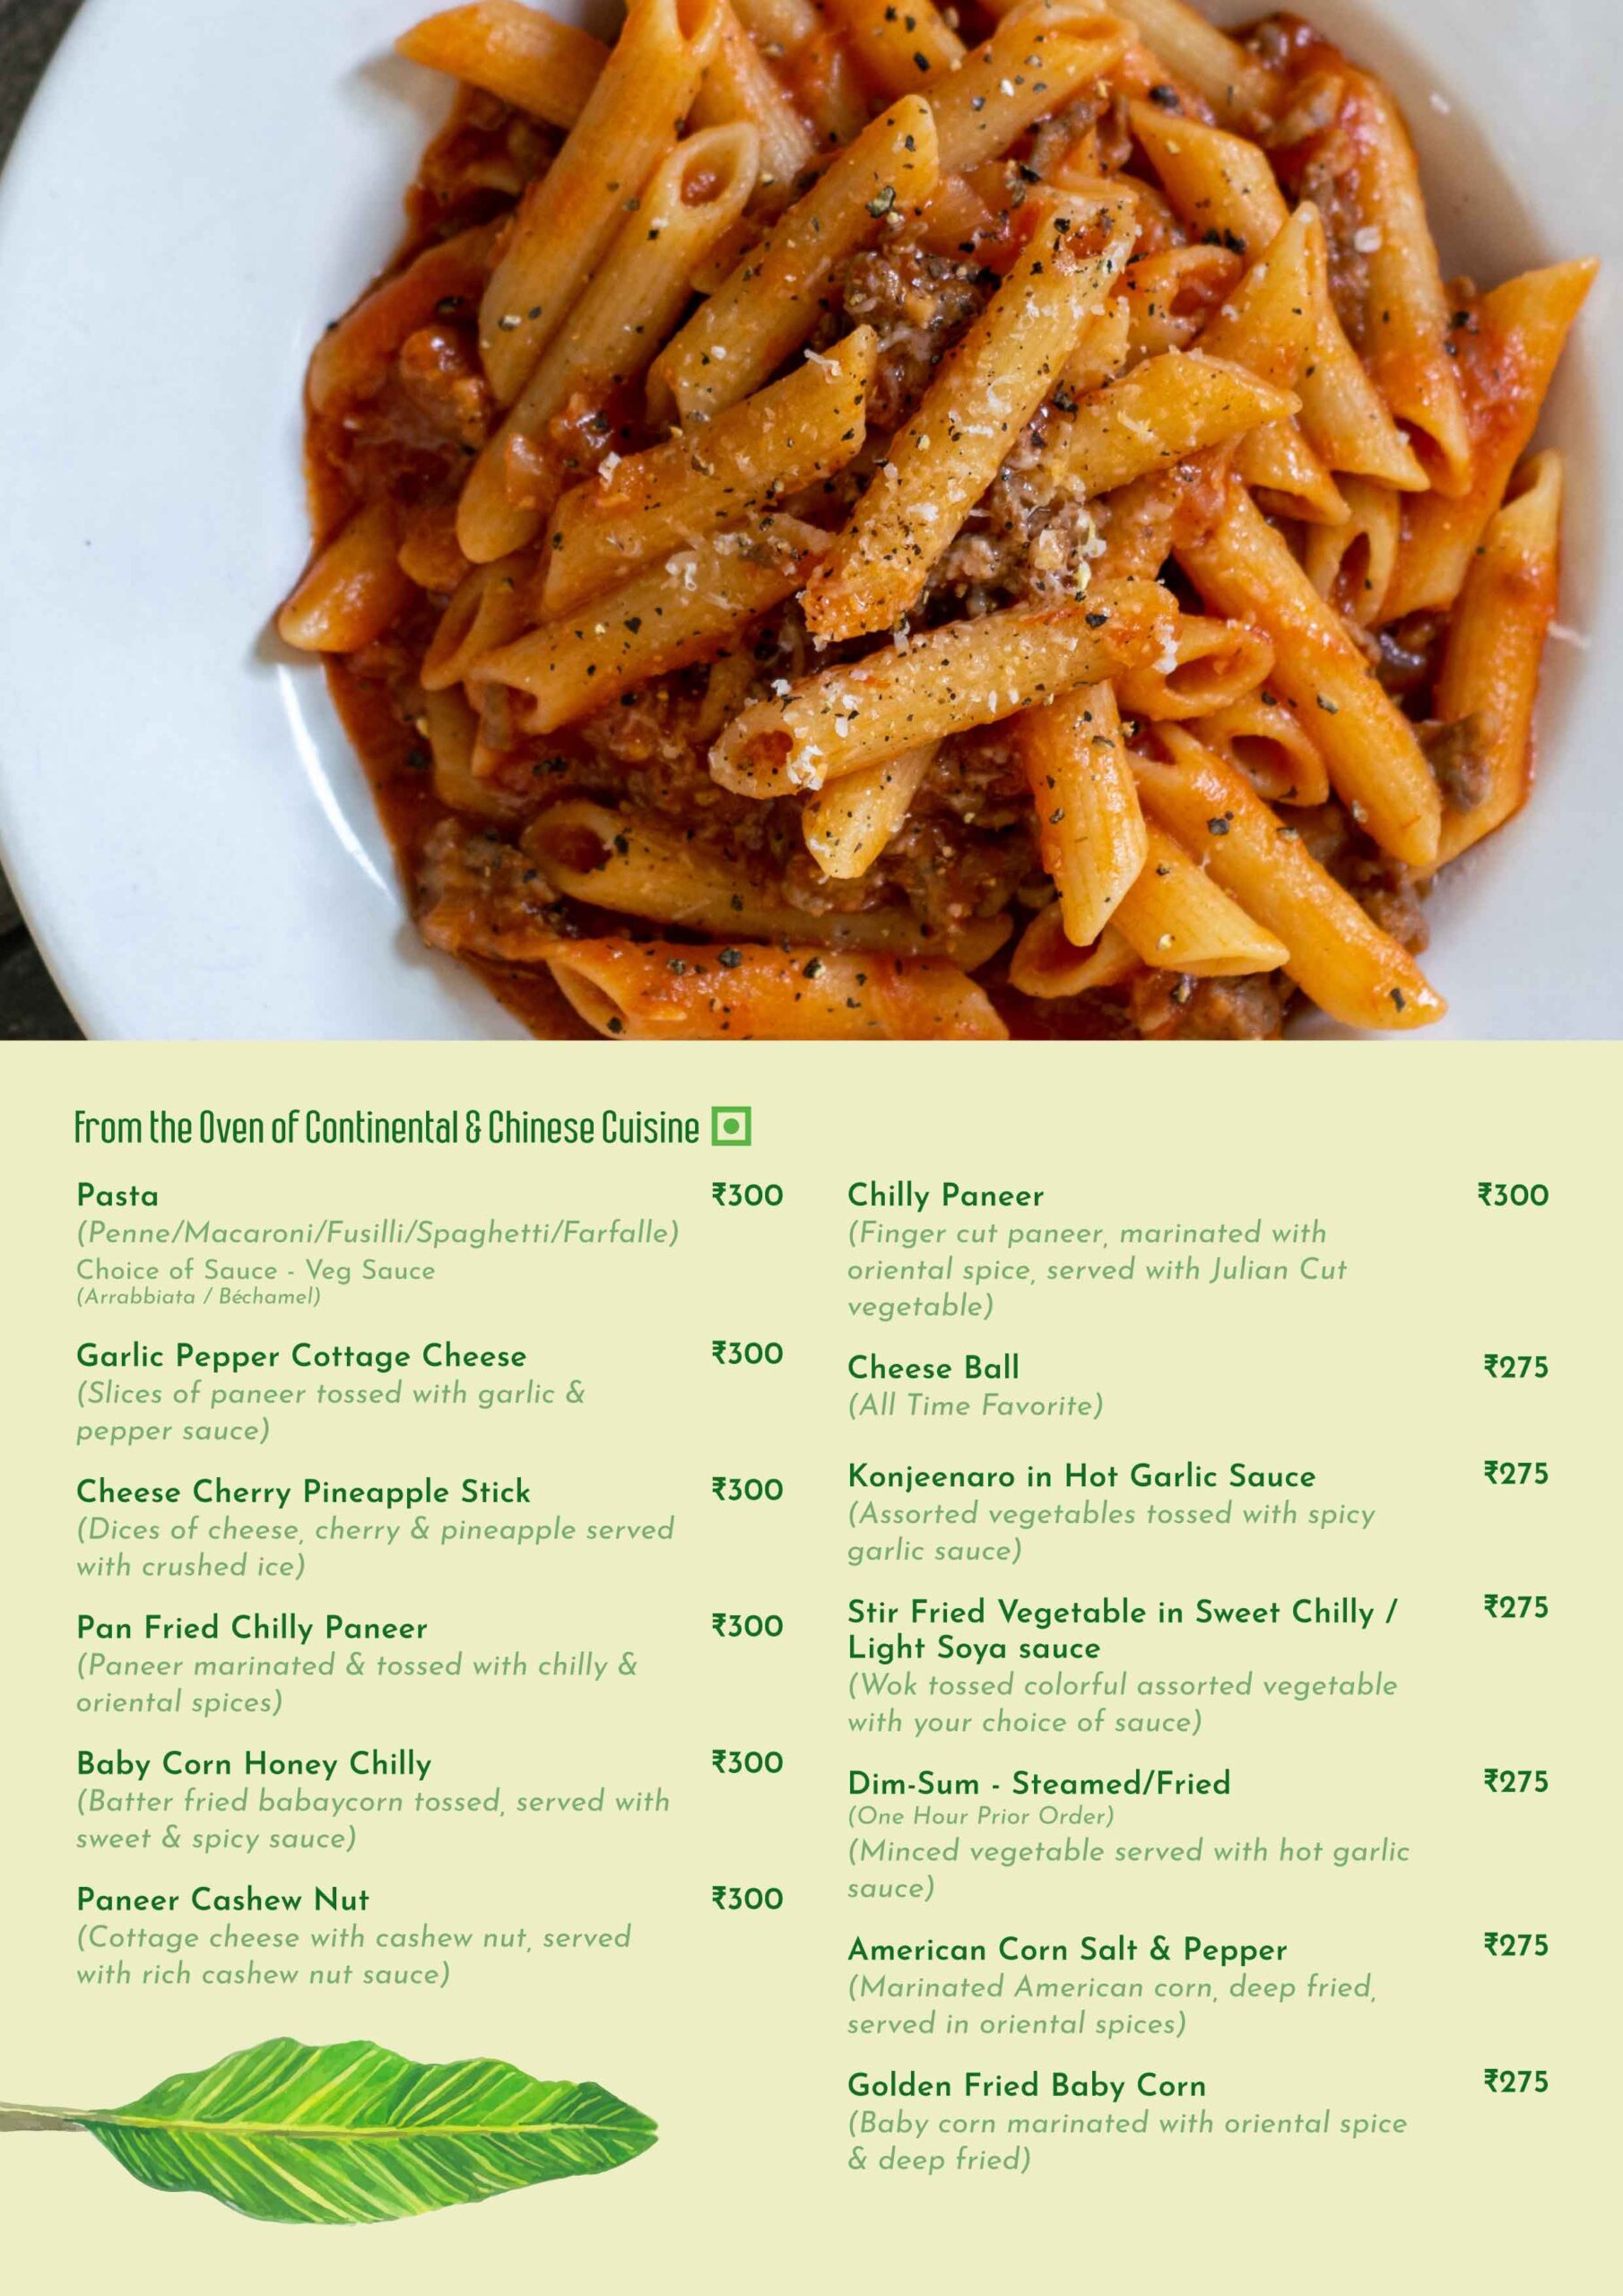 From the Oven of Continental & Chinese Cuisine
Pasta ₹300
(Penne/Macaroni/Fusilli/Spaghetti/Farfalle)
Choice of Sauce - Veg Sauce
(Arrabbiata / Béchamel)
Garlic Pepper Cottage Cheese ₹300
(Slices of paneer tossed with garlic &
pepper sauce)
Cheese Cherry Pineapple Stick ₹300
(Dices of cheese, cherry & pineapple served
with crushed ice)
Pan Fried Chilly Paneer ₹300
(Paneer marinated & tossed with chilly &
oriental spices)
Baby Corn Honey Chilly ₹300
(Batter fried babaycorn tossed, served with
sweet & spicy sauce)
Paneer Cashew Nut ₹300
(Cottage cheese with cashew nut, served
with rich cashew nut sauce)
Chilly Paneer ₹300
(Finger cut paneer, marinated with
oriental spice, served with Julian Cut
vegetable)
Cheese Ball ₹275
(All Time Favorite)
Konjeenaro in Hot Garlic Sauce ₹275
(Assorted vegetables tossed with spicy
garlic sauce)
Stir Fried Vegetable in Sweet Chilly / ₹275
Light Soya sauce
(Wok tossed colorful assorted vegetable
with your choice of sauce)
Dim-Sum - Steamed/Fried ₹275
(One Hour Prior Order)
(Minced vegetable served with hot garlic
sauce)
American Corn Salt & Pepper ₹275
(Marinated American corn, deep fried,
served in oriental spices)
Golden Fried Baby Corn ₹275
(Baby corn marinated with oriental spice
& deep fried)